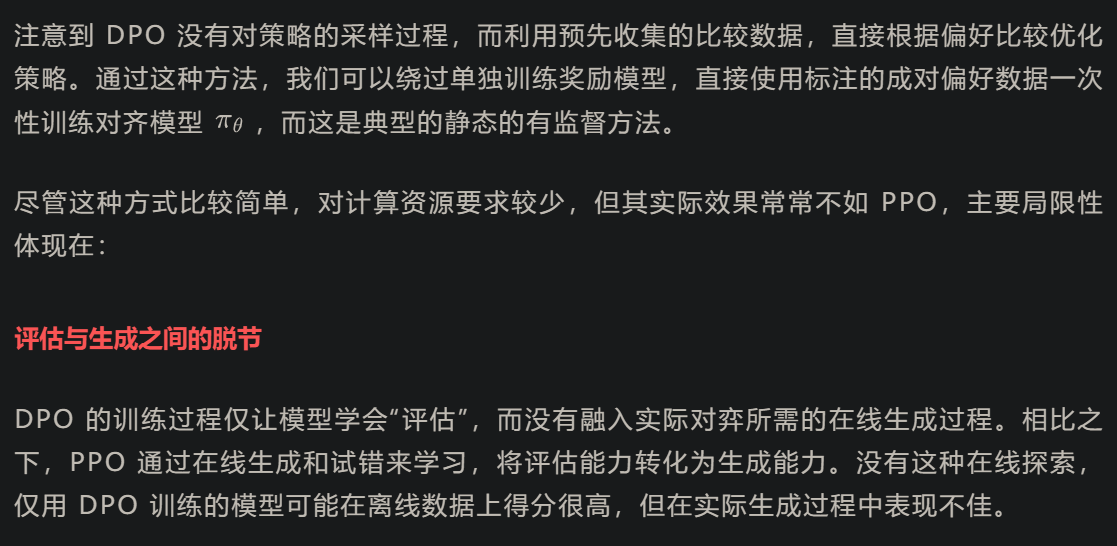 注意到 DPO 没有对策略的采样过程，而利用预先收集的比较数据，直接根据偏好比较优化
策略。通过这种方法，我们可以绕过单独训练奖励模型，直接使用标注的成对偏好数据一次
性训练对齐模型 πθ ，而这是典型的静态的有监督方法。
尽管这种方式比较简单，对计算资源要求较少，但其实际效果常常不如 PPO，主要局限性
体现在：
评估与生成之间的脱节
DPO 的训练过程仅让模型学会“评估”，而没有融入实际对弈所需的在线生成过程。相比之
下，PPO 通过在线生成和试错来学习，将评估能力转化为生成能力。没有这种在线探索，
仅用 DPO 训练的模型可能在离线数据上得分很高，但在实际生成过程中表现不佳。